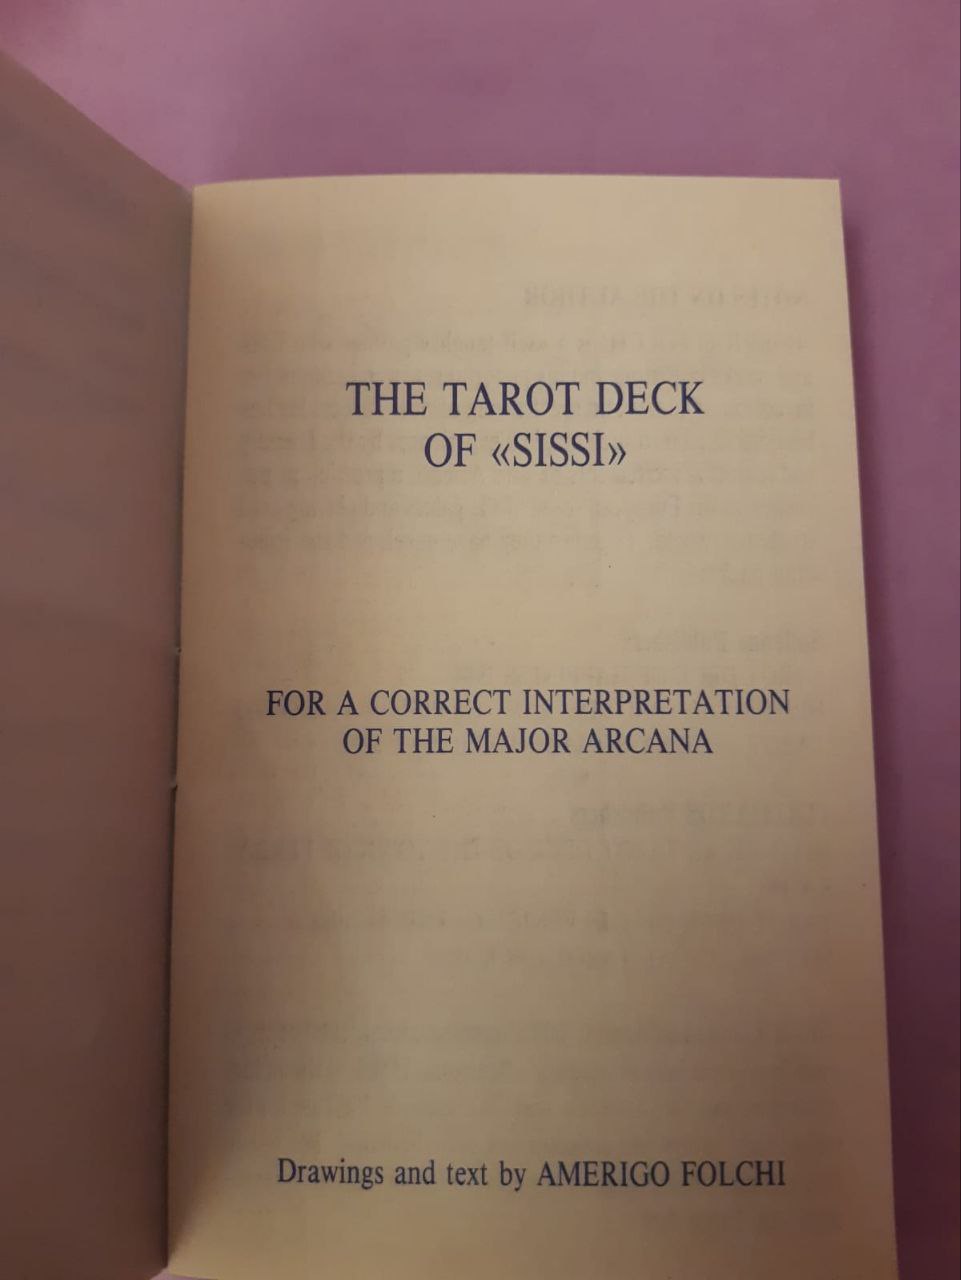 THE TAROT DECK
OF «SISSI»
FOR A CORRECT INTERPRETATION
OF THE MAJOR ARCANA
Drawings and text by AMERIGO FOLCHI